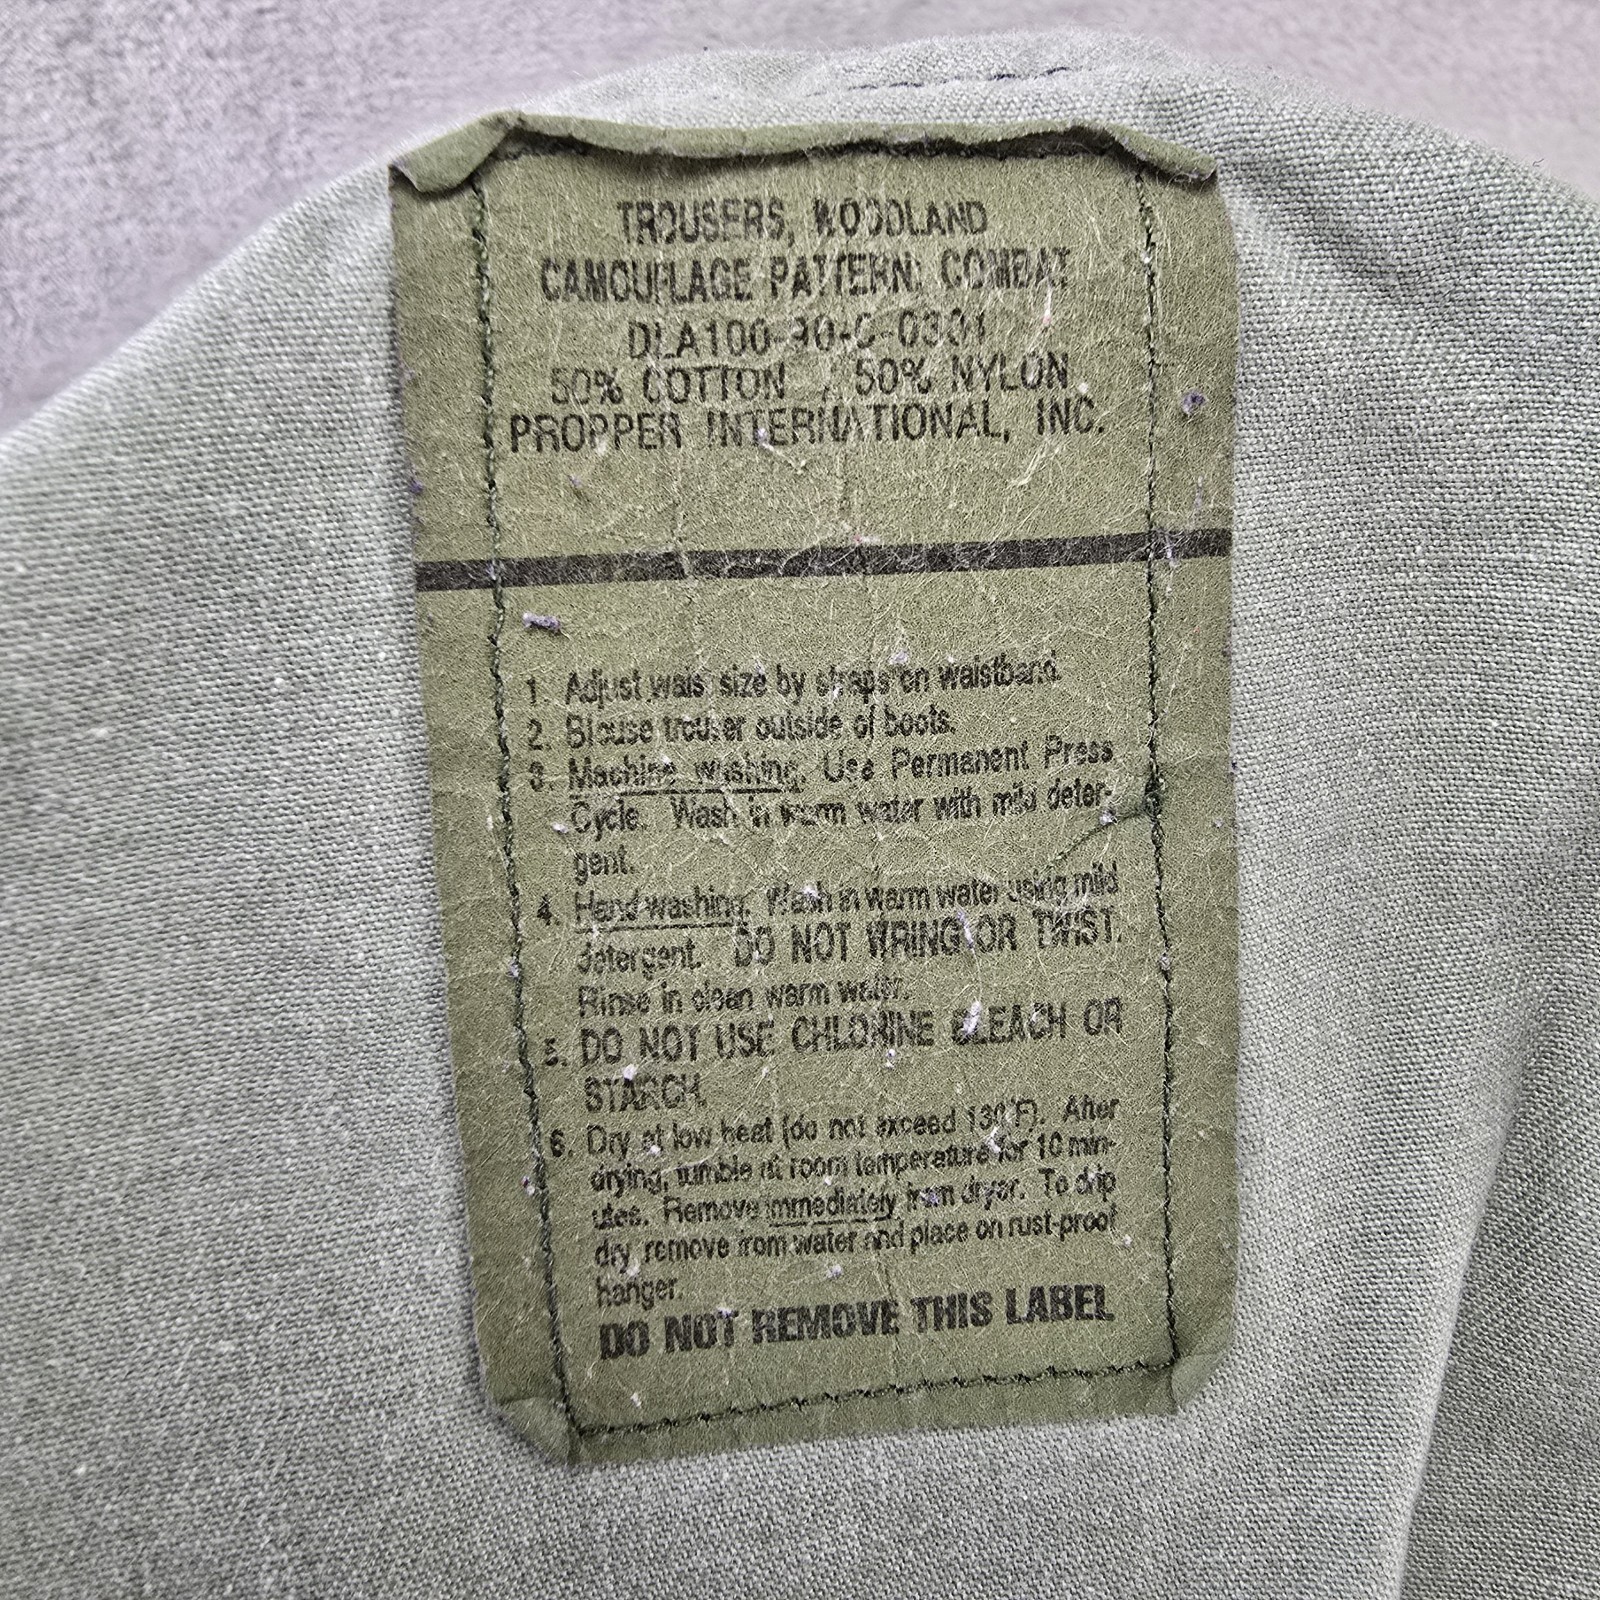 TROUSERS, WOODLAND
CAMOUFLAGE PATTERN: COMBAT
DLA100-90-C-0301
50% COTTON / 50% NYLON
PROPPER INTERNATIONAL, INC.
1. Adjust wais size by straps on waistband.
2. Blouse trouser outside of boots.
3. Machine washing. Use Permanent Press
Cycle. Wash in warm water with mild deter-
gent.
4. Hand washing. Wash in warm water using mild
detergent. DO NOT WRING OR TWIST.
Rinse in clean warm water.
5. DO NOT USE CHLORINE BLEACH OR
STARCH.
6. Dry at low heat (do not exceed 130°F). After
drying, tumble at room temperature for 10 min-
utes. Remove immediately from dryer. To drip
dry, remove from water and place on rust-proof
hanger.
DO NOT REMOVE THIS LABEL